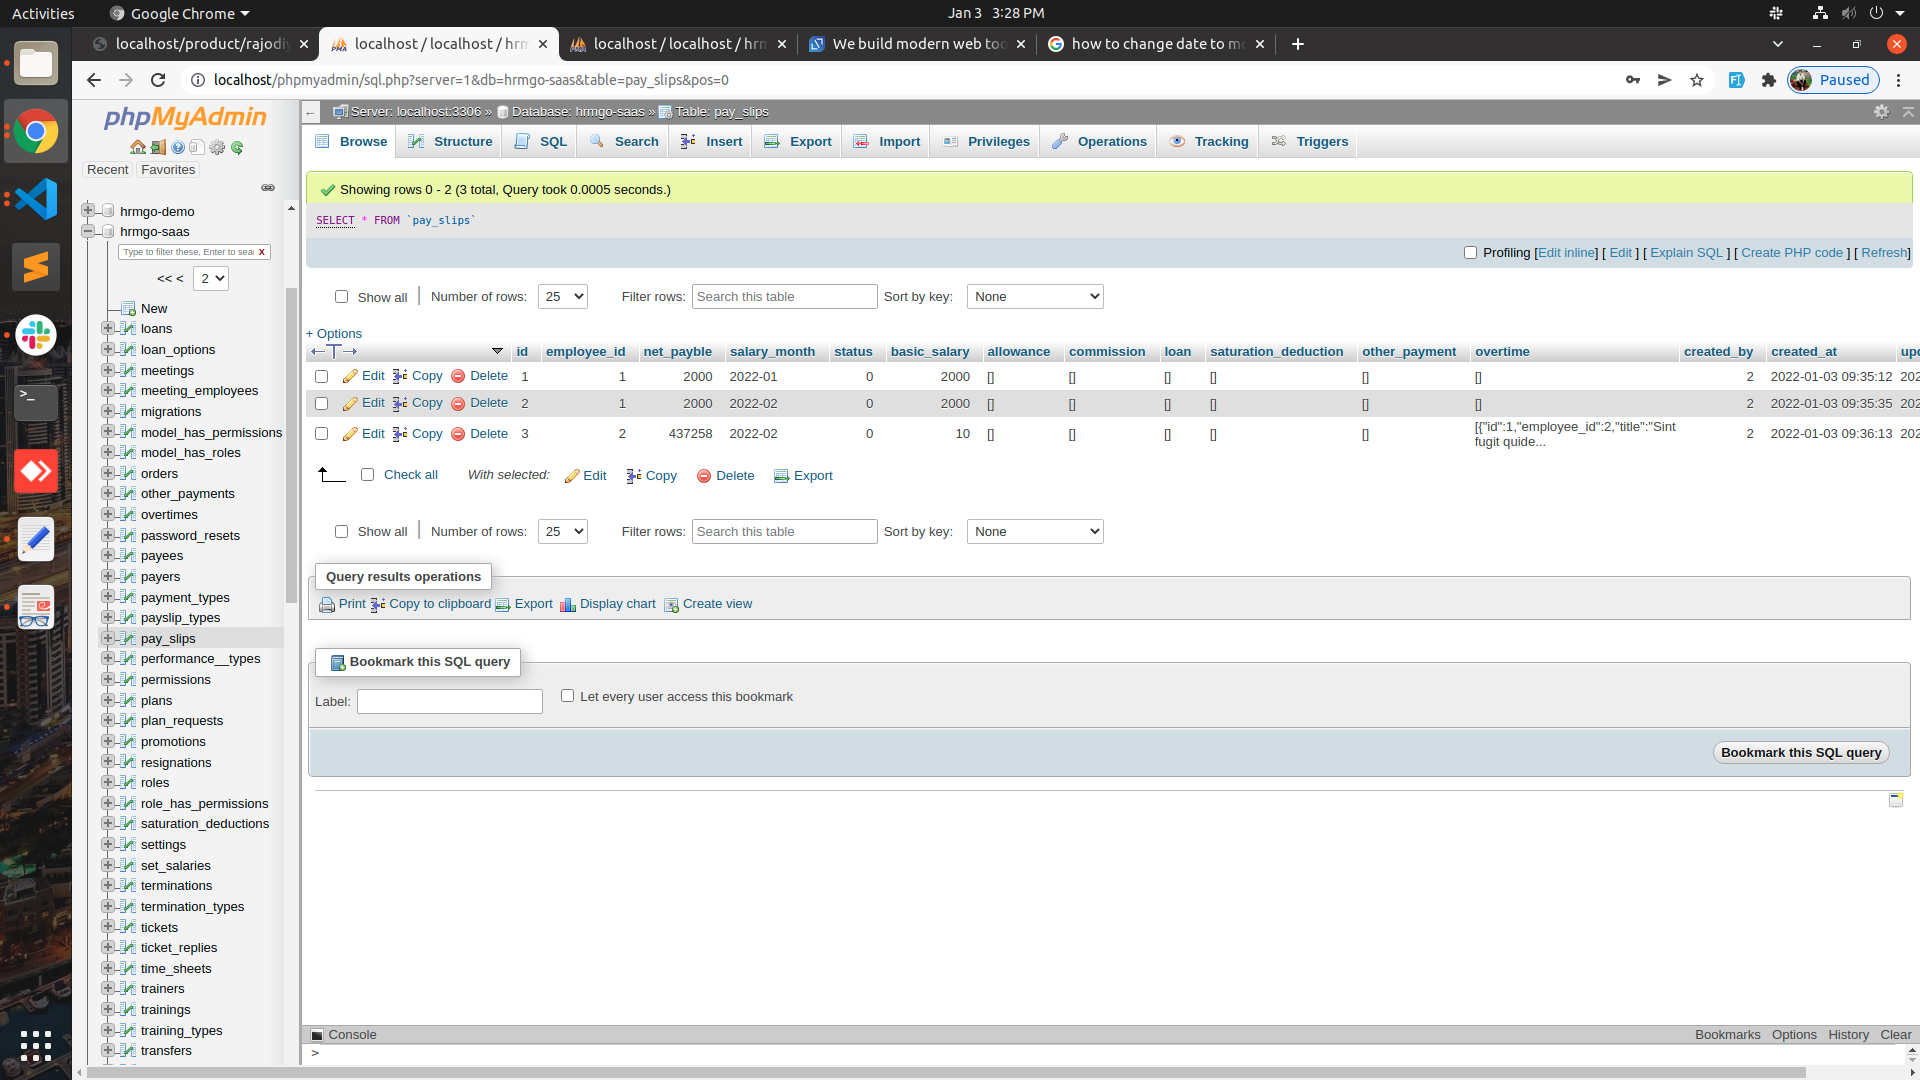 Activities
Google Chrome
Jan 3 3:28 PM
localhost/product/rajodiy
localhost / localhost / hrm
localhost / localhost / hrm
We build modern web too
how to change date to mo
localhost/phpmyadmin/sql.php?server=1&db=hrmgo-saas&table=pay_slips&pos=0
Paused
phpMyAdmin
Recent
Favorites
hrmgo-demo
hrmgo-saas
Type to filter these, Enter to sear X
<< < 2
New
loans
loan_options
meetings
meeting_employees
migrations
model_has_permissions
model_has_roles
orders
other_payments
overtimes
password_resets
payees
payers
payment_types
payslip_types
pay_slips
performance__types
permissions
plans
plan_requests
promotions
resignations
roles
role_has_permissions
saturation_deductions
settings
set_salaries
terminations
termination_types
tickets
ticket_replies
time_sheets
trainers
trainings
training_types
transfers
Server: localhost:3306 » Database: hrmgo-saas » Table: pay_slips
Browse Structure SQL Search Insert Export Import Privileges Operations Tracking Triggers
Showing rows 0 - 2 (3 total, Query took 0.0005 seconds.)
SELECT * FROM `pay_slips`
Profiling [Edit inline] [ Edit ] [ Explain SQL ] [ Create PHP code ] [ Refresh]
Show all | Number of rows: 25 Filter rows: Search this table Sort by key: None
+ Options
id employee_id net_payble salary_month status basic_salary allowance commission loan saturation_deduction other_payment overtime created_by created_at upd
Edit Copy Delete 1 1 2000 2022-01 0 2000 [] [] [] [] [] [] 2 2022-01-03 09:35:12 202
Edit Copy Delete 2 1 2000 2022-02 0 2000 [] [] [] [] [] [] 2 2022-01-03 09:35:35 202
Edit Copy Delete 3 2 437258 2022-02 0 10 [] [] [] [] [] [{"id":1,"employee_id":2,"title":"Sint fugit quide... 2 2022-01-03 09:36:13 202
Check all With selected: Edit Copy Delete Export
Show all | Number of rows: 25 Filter rows: Search this table Sort by key: None
Query results operations
Print Copy to clipboard Export Display chart Create view
Bookmark this SQL query
Label: Let every user access this bookmark
Bookmark this SQL query
Console
Bookmarks Options History Clear
>